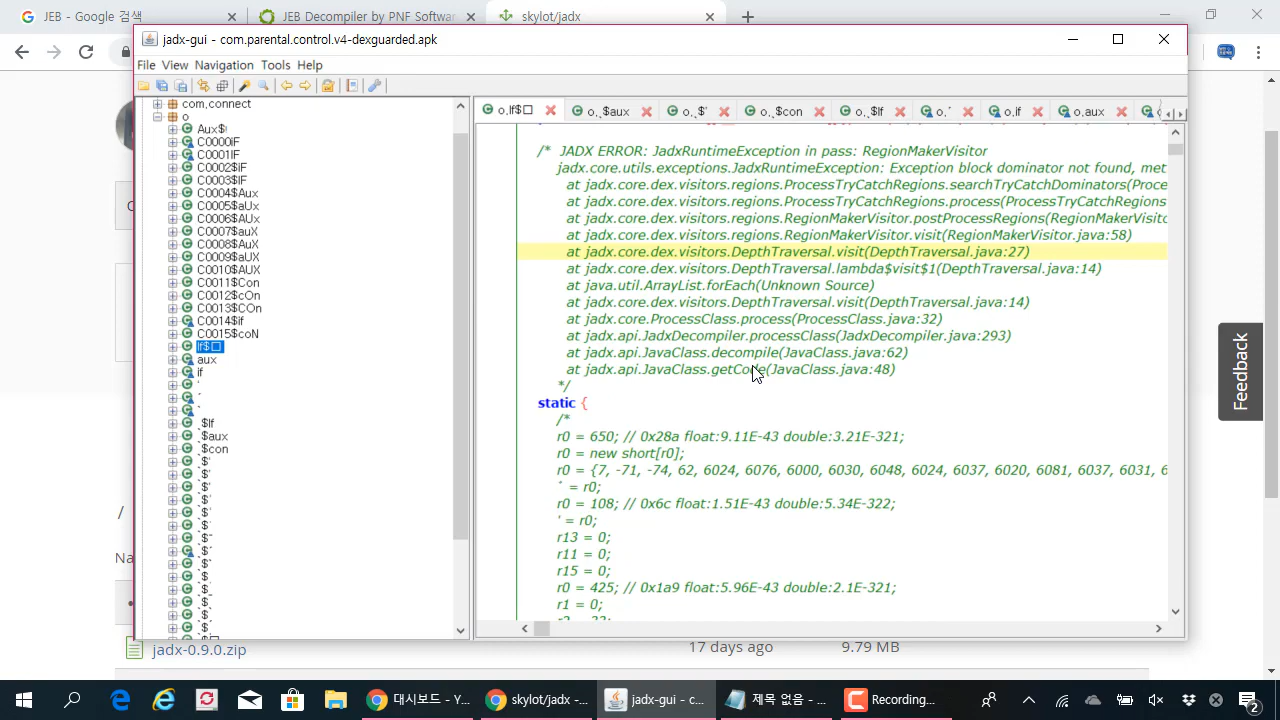 JEB - Google 검색
JEB Decompiler by PNF Softwar
skylot/jadx
jadx-gui - com.parental.control.v4-dexguarded.apk
File View Navigation Tools Help
com.connect
o
Aux$
C0000IF
C0001IF
C0002$IF
C0003$IF
C0004$Aux
C0005$aUx
C0006$AUx
C0007$auX
C0008$AuX
C0009$aUX
C0010$AUX
C0011$Con
C0012$cOn
C0013$COn
C0014$if
C0015$coN
If$□
aux
if
$If
$aux
$con
o.If$□
o.¸$aux
o.¸$'
o.¸$con
o.¸$If
o.´
o.if
o.aux
/* JADX ERROR: JadxRuntimeException in pass: RegionMakerVisitor
jadx.core.utils.exceptions.JadxRuntimeException: Exception block dominator not found, met
at jadx.core.dex.visitors.regions.ProcessTryCatchRegions.searchTryCatchDominators(Proce
at jadx.core.dex.visitors.regions.ProcessTryCatchRegions.process(ProcessTryCatchRegions
at jadx.core.dex.visitors.regions.RegionMakerVisitor.postProcessRegions(RegionMakerVisito
at jadx.core.dex.visitors.regions.RegionMakerVisitor.visit(RegionMakerVisitor.java:58)
at jadx.core.dex.visitors.DepthTraversal.visit(DepthTraversal.java:27)
at jadx.core.dex.visitors.DepthTraversal.lambda$visit$1(DepthTraversal.java:14)
at java.util.ArrayList.forEach(Unknown Source)
at jadx.core.dex.visitors.DepthTraversal.visit(DepthTraversal.java:14)
at jadx.core.ProcessClass.process(ProcessClass.java:32)
at jadx.api.JadxDecompiler.processClass(JadxDecompiler.java:293)
at jadx.api.JavaClass.decompile(JavaClass.java:62)
at jadx.api.JavaClass.getCode(JavaClass.java:48)
*/
static {
/*
r0 = 650; // 0x28a float:9.11E-43 double:3.21E-321;
r0 = new short[r0];
r0 = {7, -71, -74, 62, 6024, 6076, 6000, 6030, 6048, 6024, 6037, 6020, 6081, 6037, 6031, 6
ˆ = r0;
r0 = 108; // 0x6c float:1.51E-43 double:5.34E-322;
' = r0;
r13 = 0;
r11 = 0;
r15 = 0;
r0 = 425; // 0x1a9 float:5.96E-43 double:2.1E-321;
r1 = 0;
Feedback
/
Na
jadx-0.9.0.zip
17 days ago
9.79 MB
대시보드 - Y...
skylot/jadx -...
jadx-gui - c...
제목 없음 - ...
Recording...
2